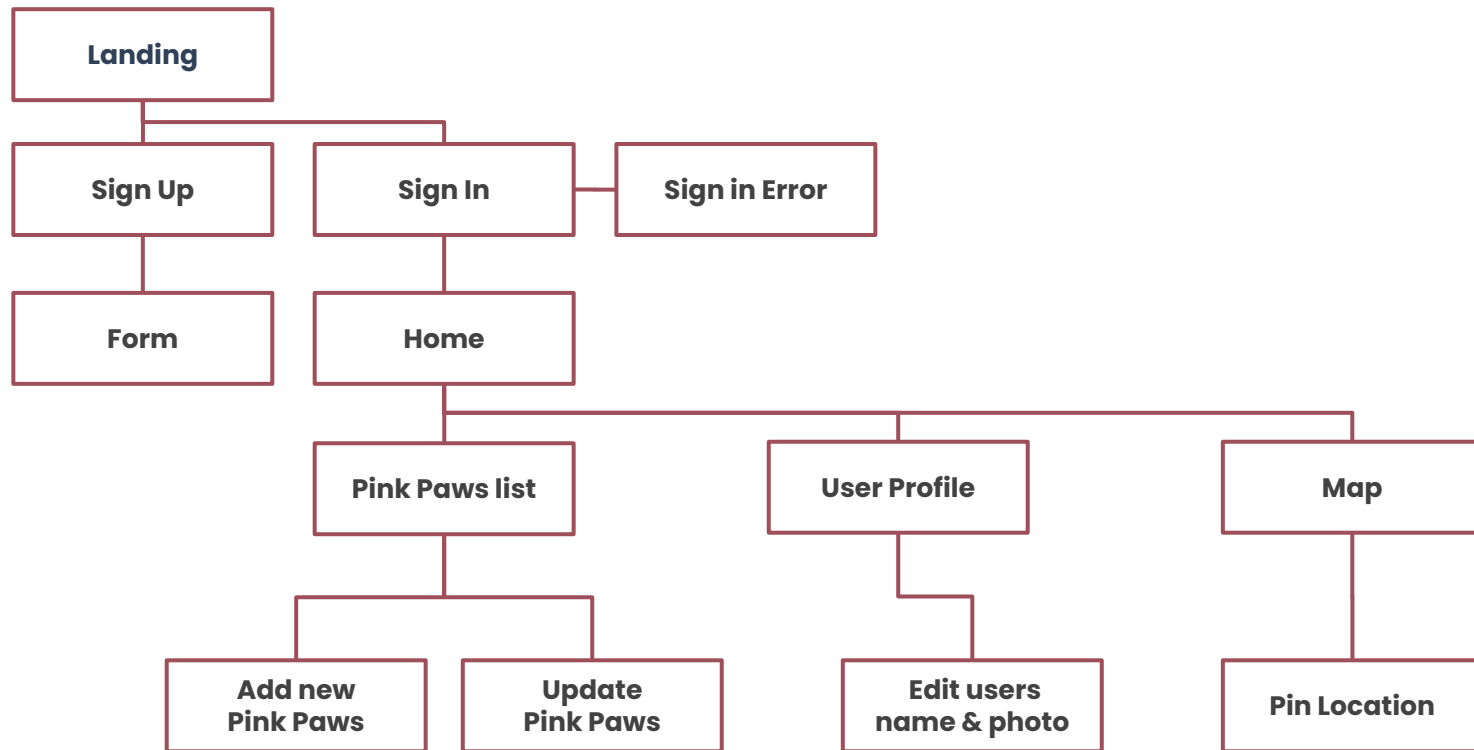 Landing
Sign Up
Sign In
Sign in Error
Form
Home
Pink Paws list
User Profile
Map
Add new
Pink Paws
Update
Pink Paws
Edit users
name & photo
Pin Location